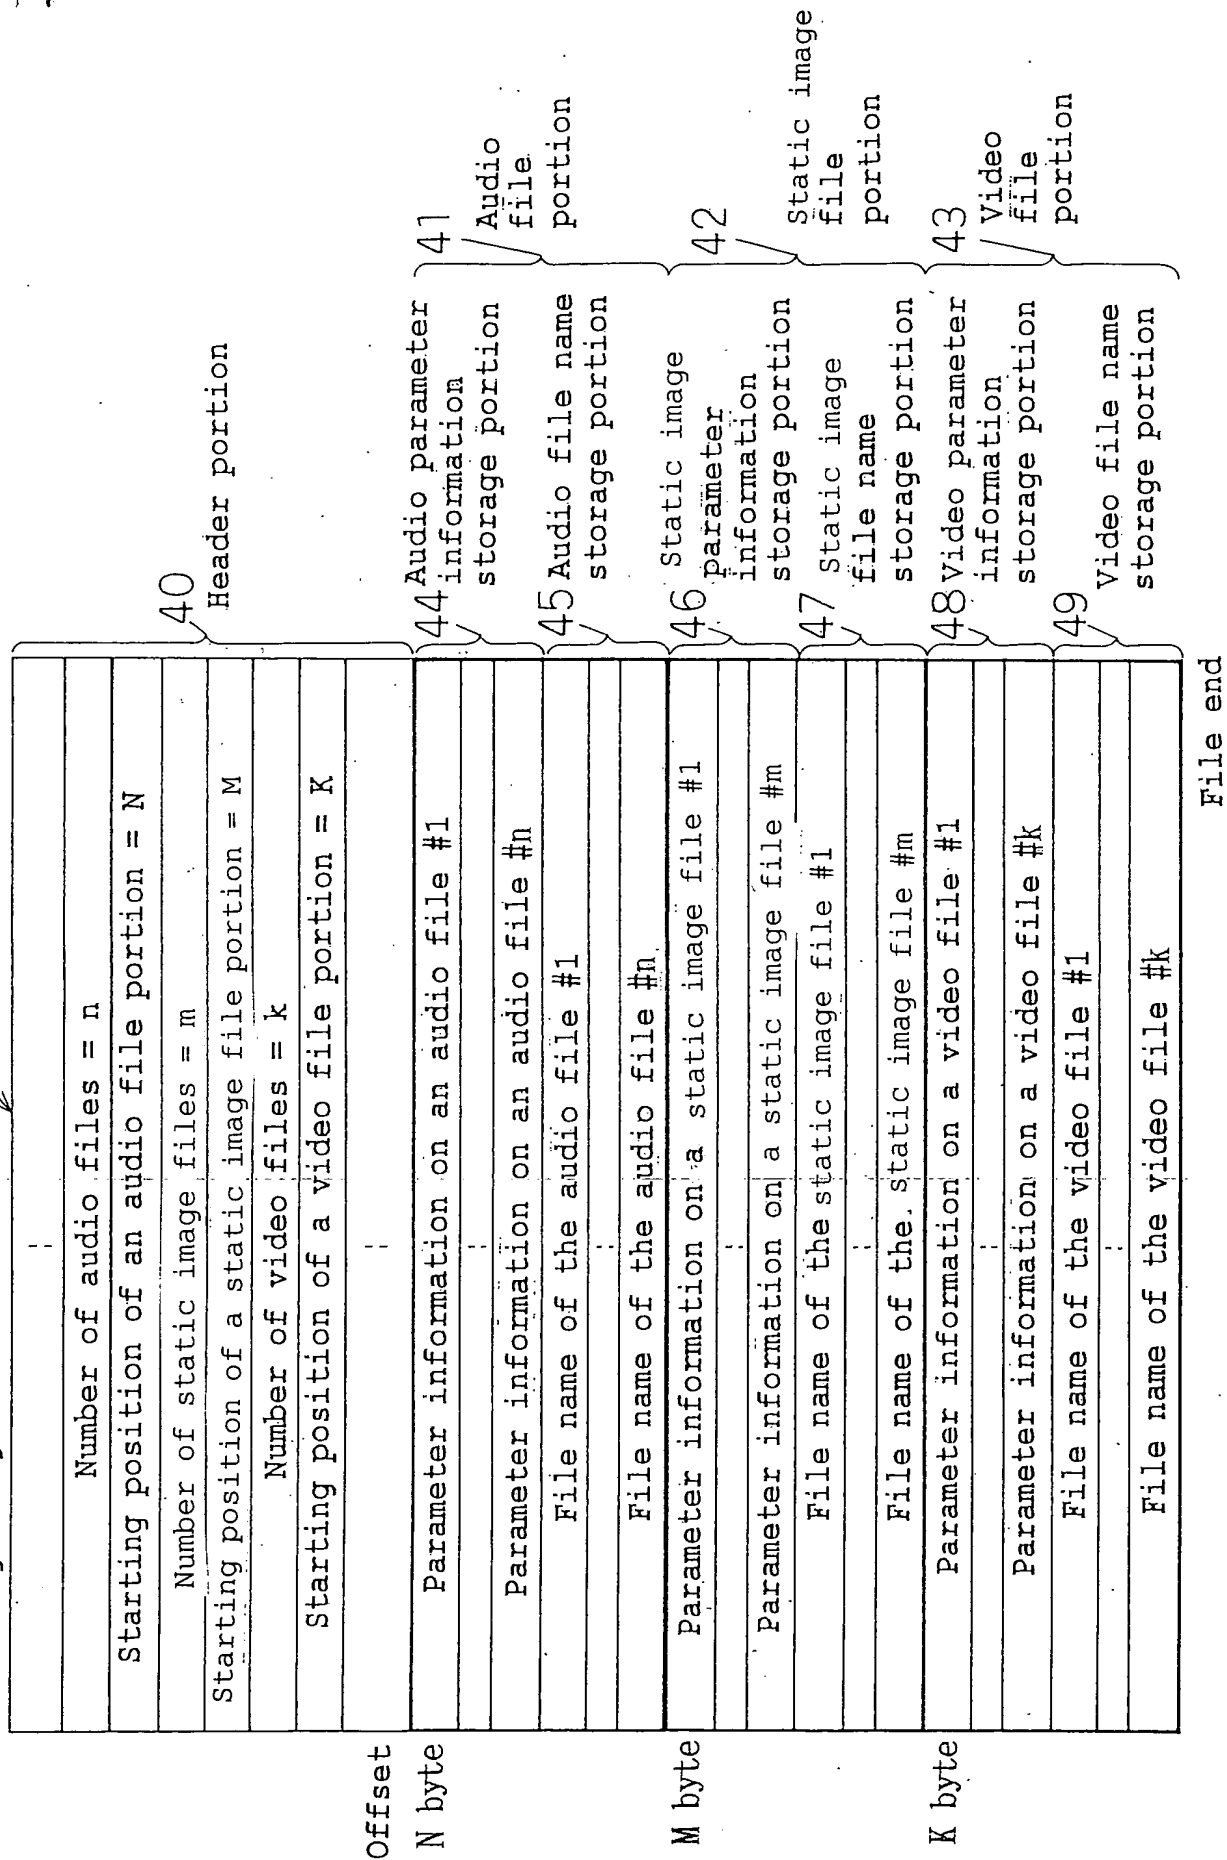 Number of audio files = n
Starting position of an audio file portion = N
Number of static image files = m
Starting position of a static image file portion = M
Number of video files = k
Starting position of a video file portion = K
40
Header portion
Offset
N byte
Parameter information on an audio file #1
Parameter information on an audio file #n
44
Audio parameter
information
storage portion
File name of the audio file #1
File name of the audio file #n
45
Audio file name
storage portion
41
Audio
file
portion
M byte
Parameter information on a static image file #1
Parameter information on a static image file #m
46
Static image
parameter
information
storage portion
File name of the static image file #1
File name of the static image file #m
47
Static image
file name
storage portion
42
Static image
file
portion
K byte
Parameter information on a video file #1
Parameter information on a video file #k
48
Video parameter
information
storage portion
File name of the video file #1
File name of the video file #k
49
Video file name
storage portion
43
Video
file
portion
File end